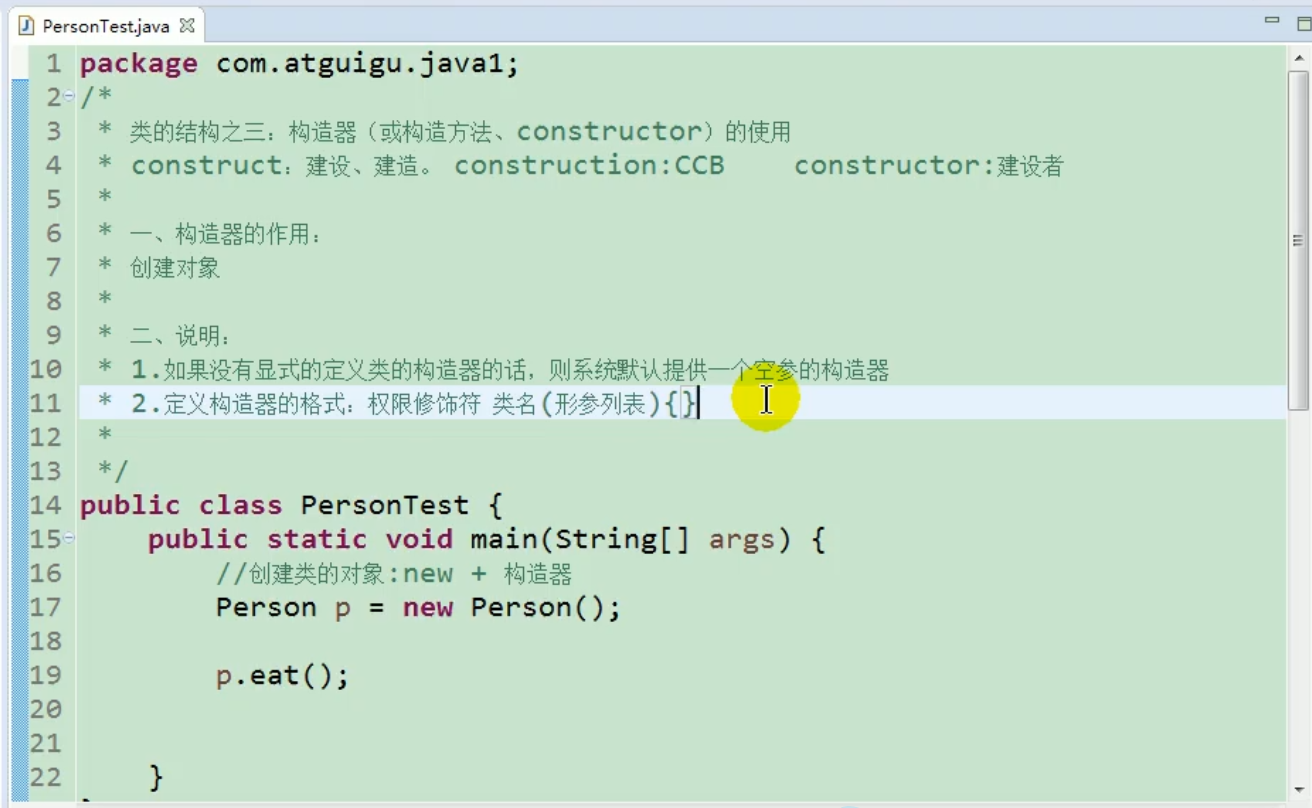 PersonTest.java
1 package com.atguigu.java1;
2 /*
3 * 类的结构之三：构造器（或构造方法、constructor）的使用
4 * construct：建设、建造。 construction:CCB constructor:建设者
5 *
6 * 一、构造器的作用：
7 * 创建对象
8 *
9 * 二、说明：
10 * 1.如果没有显式的定义类的构造器的话，则系统默认提供一个空参的构造器
11 * 2.定义构造器的格式：权限修饰符 类名(形参列表){}
12 *
13 */
14 public class PersonTest {
15 public static void main(String[] args) {
16 //创建类的对象:new + 构造器
17 Person p = new Person();
18
19 p.eat();
20
21
22 }